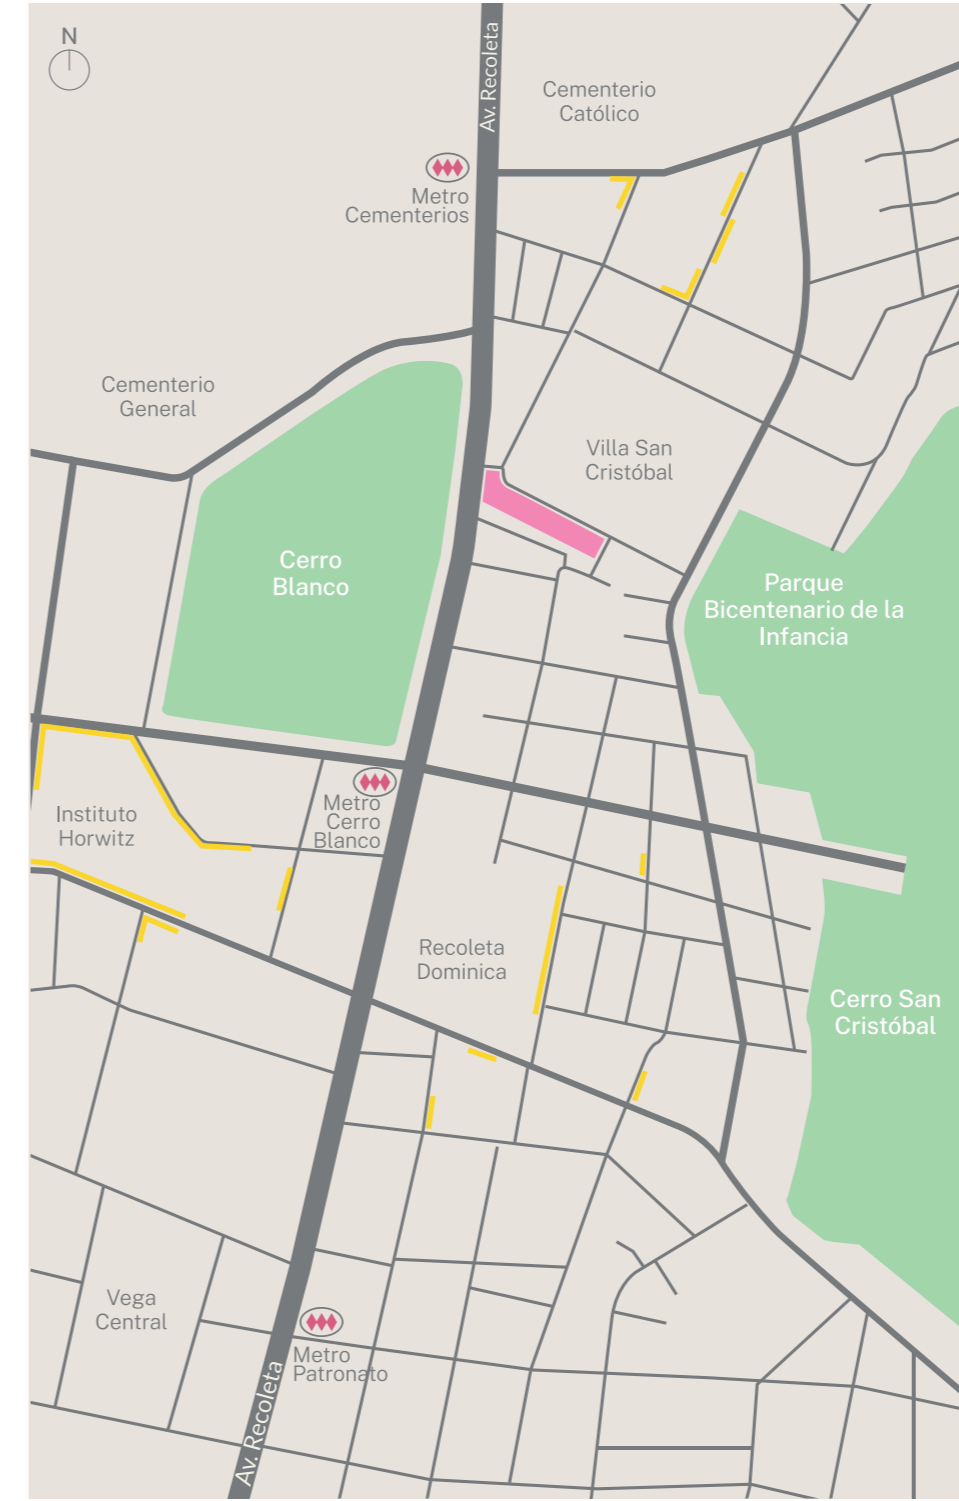 N
Av. Recoleta
Cementerio
Católico
Metro
Cementerios
Cementerio
General
Villa San
Cristóbal
Cerro
Blanco
Parque
Bicentenario de la
Infancia
Metro
Cerro
Blanco
Instituto
Horwitz
Recoleta
Dominica
Cerro San
Cristóbal
Vega
Central
Metro
Patronato
Av. Recoleta